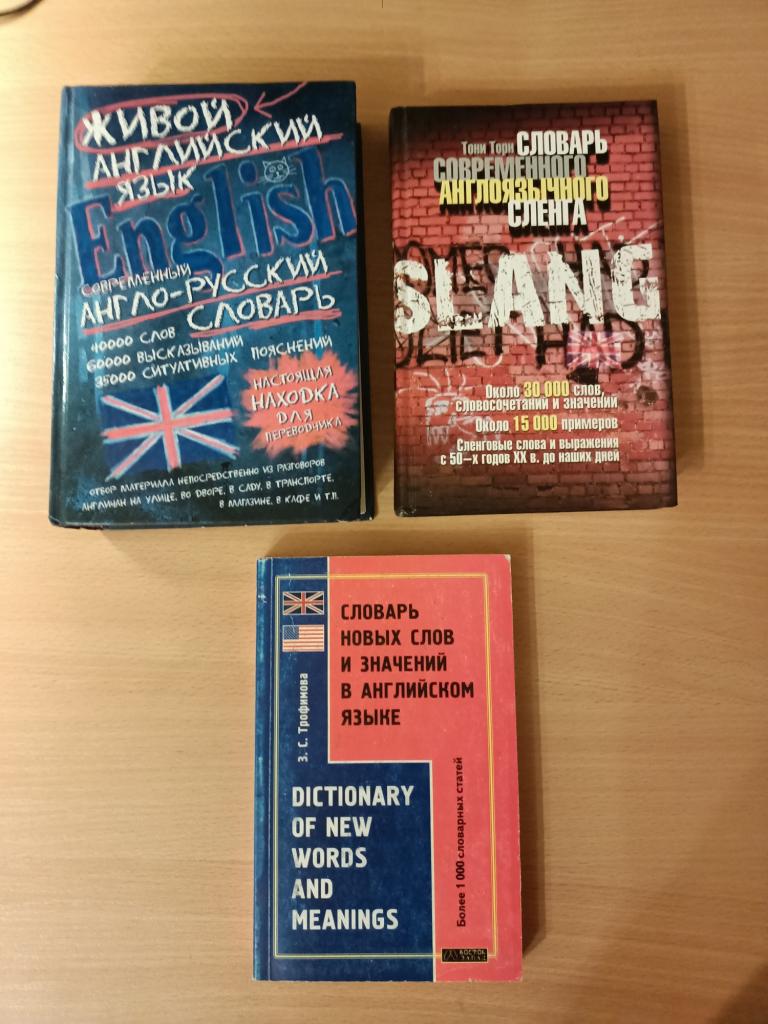 ЖИВОЙ
АНГЛИЙСКИЙ
ЯЗЫК
English
СОВРЕМЕННЫЙ
АНГЛО-РУССКИЙ
СЛОВАРЬ
40000 СЛОВ
60000 ВЫСКАЗЫВАНИЙ
35000 СИТУАТИВНЫХ ПОЯСНЕНИЙ
НАСТОЯЩАЯ
НАХОДКА ДЛЯ
ПЕРЕВОДЧИКА
ОТБОР МАТЕРИАЛА НЕПОСРЕДСТВЕННО ИЗ РАЗГОВОРОВ
АНГЛИЧАН НА УЛИЦЕ, ВО ДВОРЕ, В САДУ, В ТРАНСПОРТЕ,
В МАГАЗИНЕ, В КАФЕ И Т.П.
Тони Торн СЛОВАРЬ
СОВРЕМЕННОГО
АНГЛОЯЗЫЧНОГО
СЛЕНГА
SLANG
Около 30 000 слов,
словосочетаний и значений
Около 15 000 примеров
Сленговые слова и выражения
с 50-х годов XX в. до наших дней
СЛОВАРЬ
НОВЫХ СЛОВ
И ЗНАЧЕНИЙ
В АНГЛИЙСКОМ
ЯЗЫКЕ
З. С. Трофимова
DICTIONARY
OF NEW
WORDS
AND
MEANINGS
Более 1 000 словарных статей
ВОСТОК
ЗАПАД